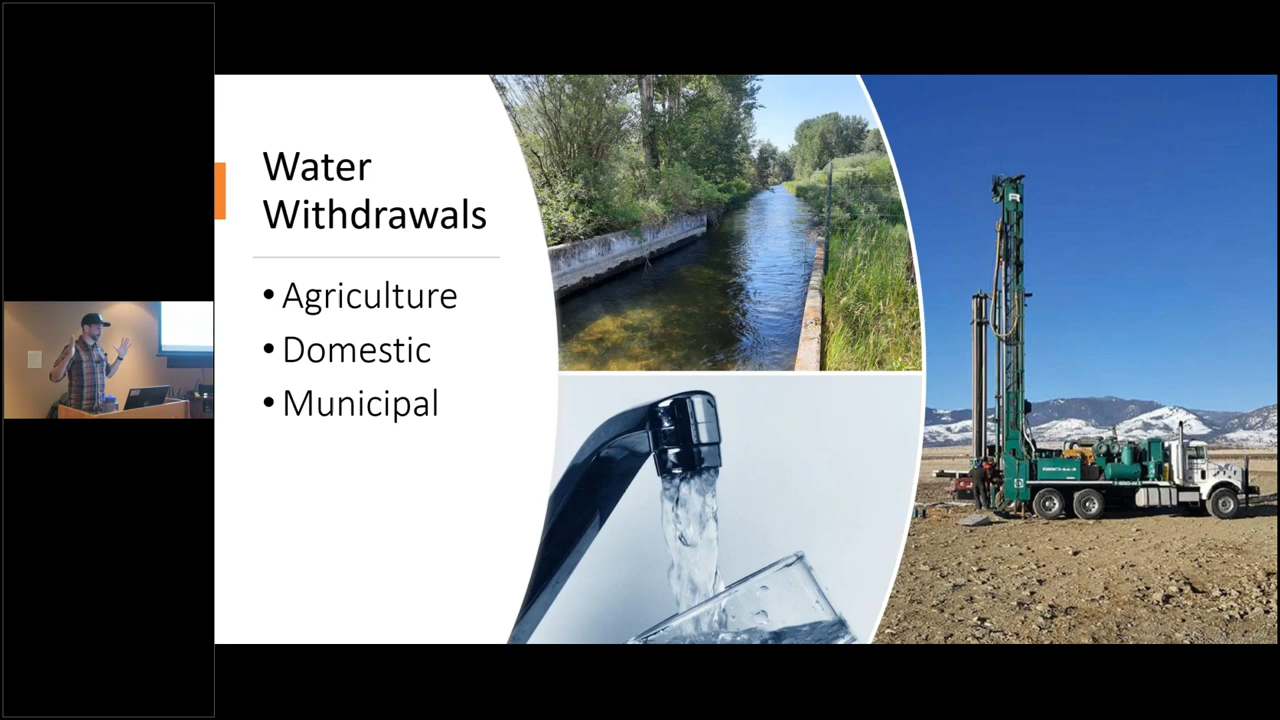 Water
Withdrawals
• Agriculture
• Domestic
• Municipal